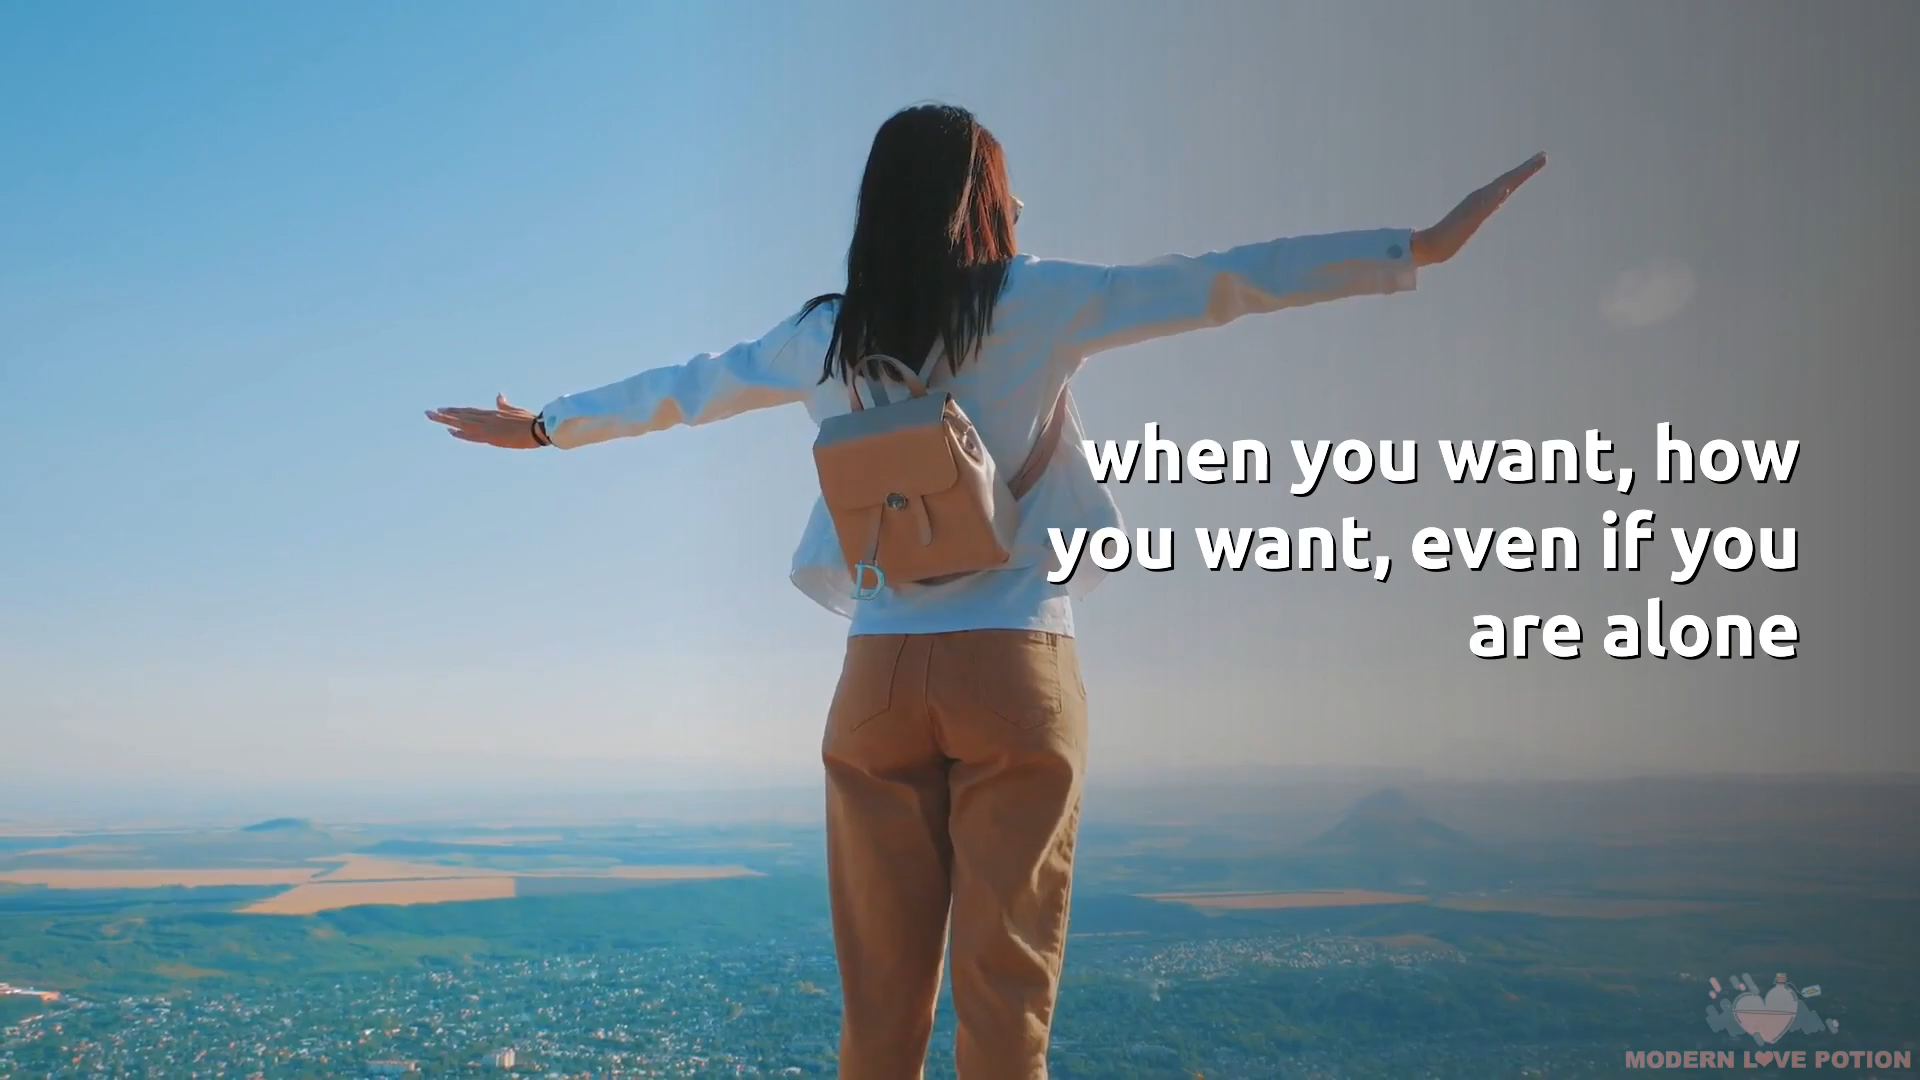 when you want, how
you want, even if you
are alone
D
MODERN LOVE POTION